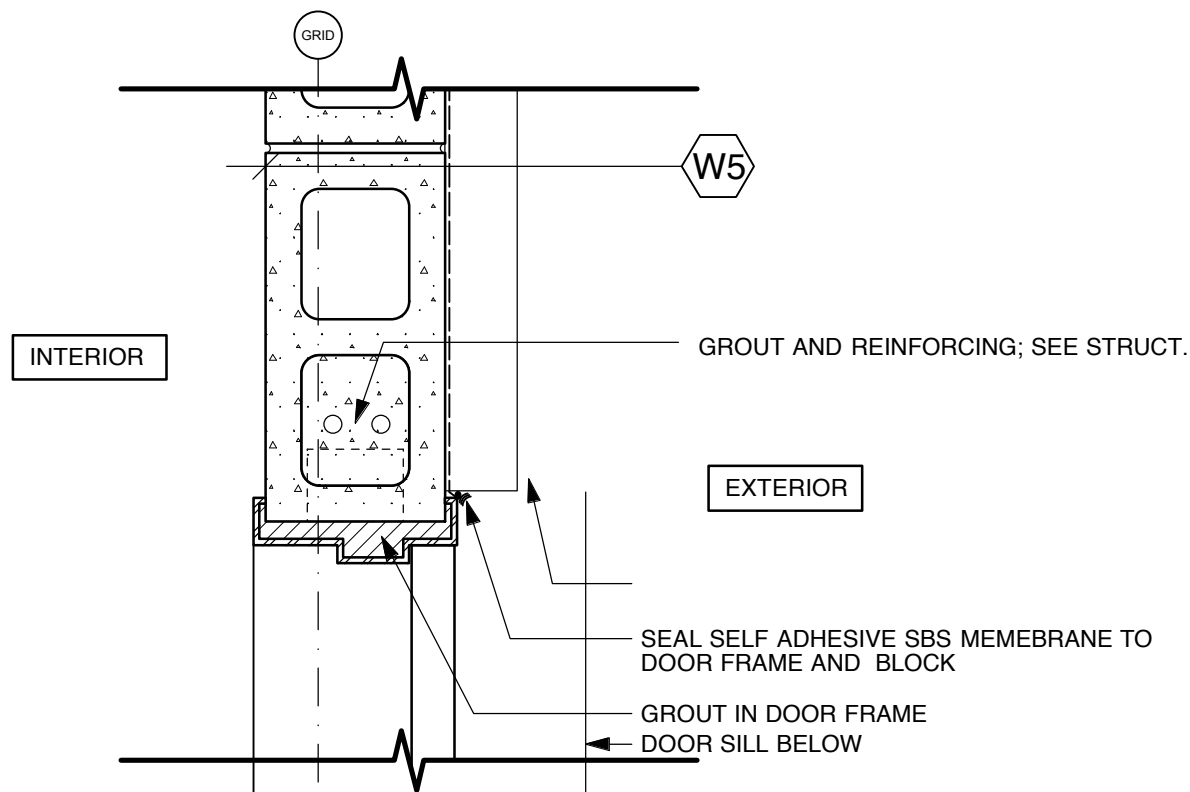 GRID
W5
INTERIOR
GROUT AND REINFORCING; SEE STRUCT.
EXTERIOR
SEAL SELF ADHESIVE SBS MEMEBRANE TO
DOOR FRAME AND BLOCK
GROUT IN DOOR FRAME
DOOR SILL BELOW